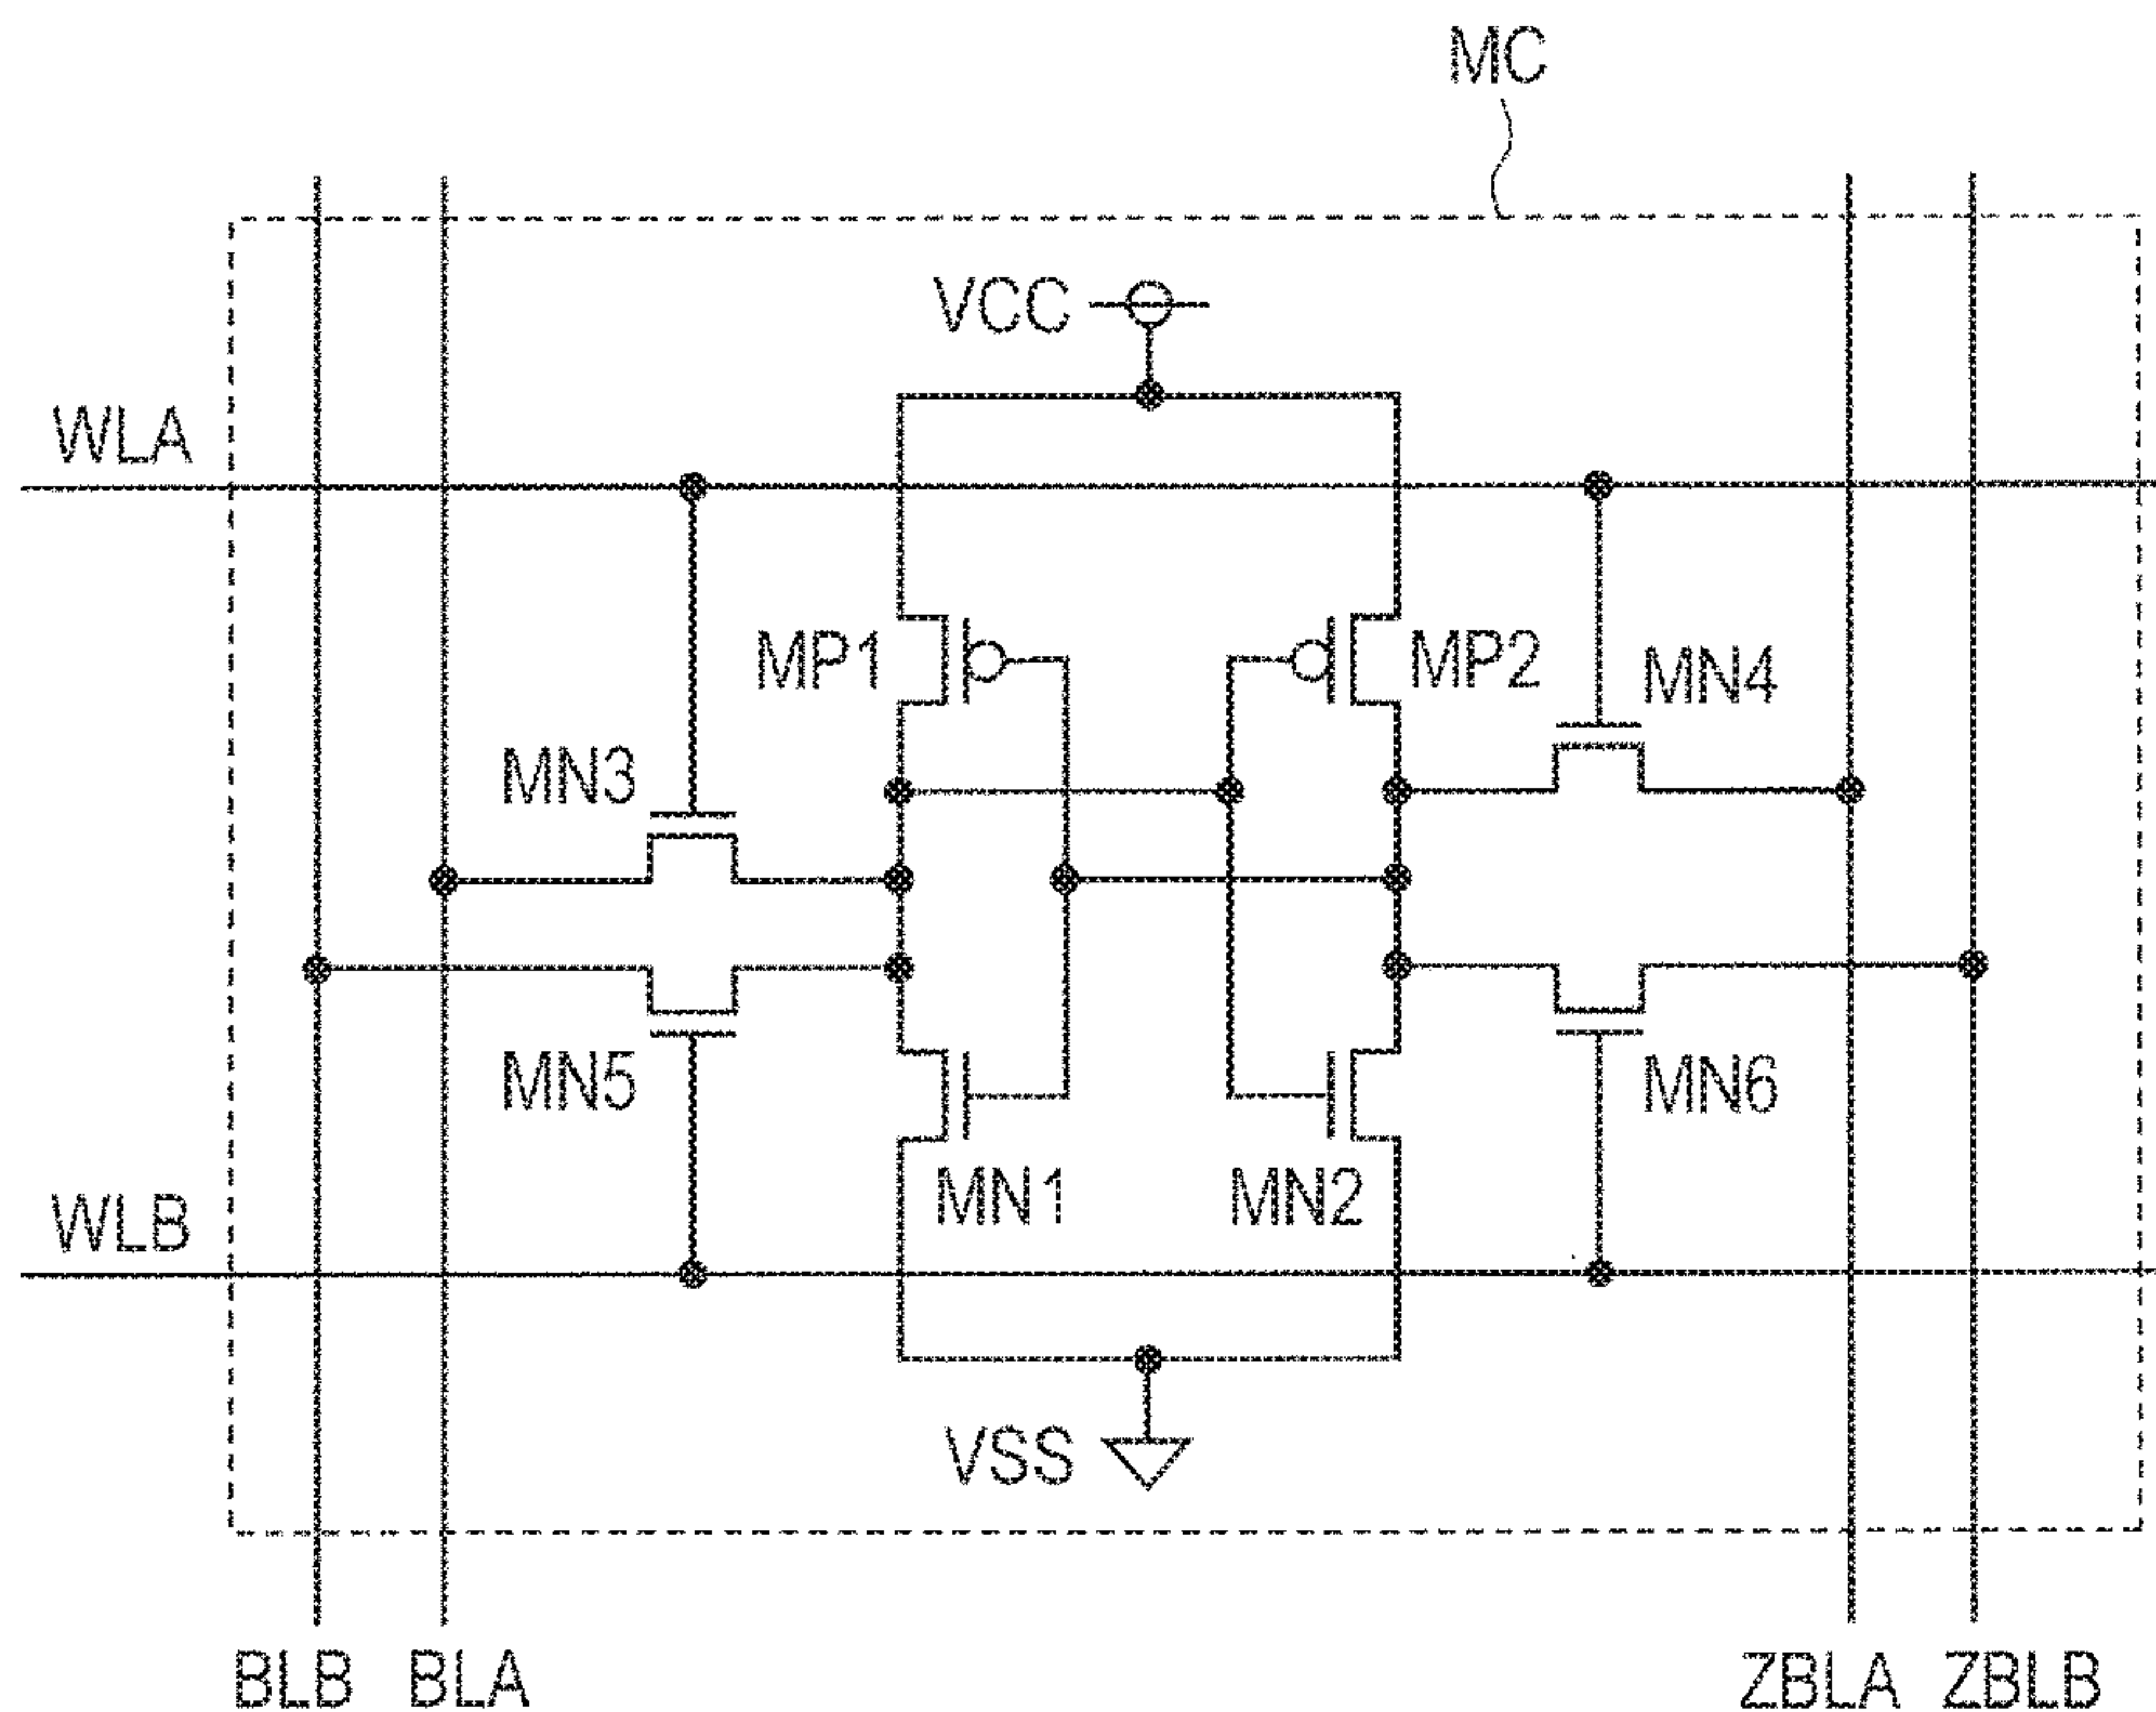 MC
VCC
WLA
MP1
MP2
MN4
MN3
MN5
MN6
MN1
MN2
WLB
VSS
BLB
BLA
ZBLA
ZBLB